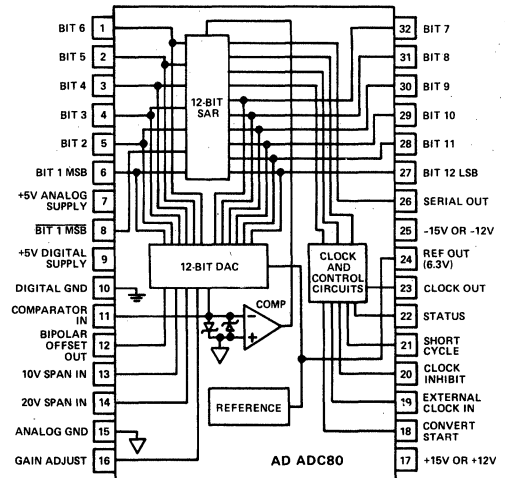 BIT 6 1
BIT 5 2
BIT 4 3
BIT 3 4
BIT 2 5
BIT 1 MSB 6
+5V ANALOG
SUPPLY 7
BIT 1 MSB 8
+5V DIGITAL
SUPPLY 9
DIGITAL GND 10
COMPARATOR
IN 11
BIPOLAR
OFFSET
OUT 12
10V SPAN IN 13
20V SPAN IN 14
ANALOG GND 15
GAIN ADJUST 16
12-BIT
SAR
12-BIT DAC
COMP
−
+
REFERENCE
CLOCK
AND
CONTROL
CIRCUITS
AD ADC80
32 BIT 7
31 BIT 8
30 BIT 9
29 BIT 10
28 BIT 11
27 BIT 12 LSB
26 SERIAL OUT
25 -15V OR -12V
24 REF OUT
(6.3V)
23 CLOCK OUT
22 STATUS
21 SHORT
CYCLE
20 CLOCK
INHIBIT
19 EXTERNAL
CLOCK IN
18 CONVERT
START
17 +15V OR +12V